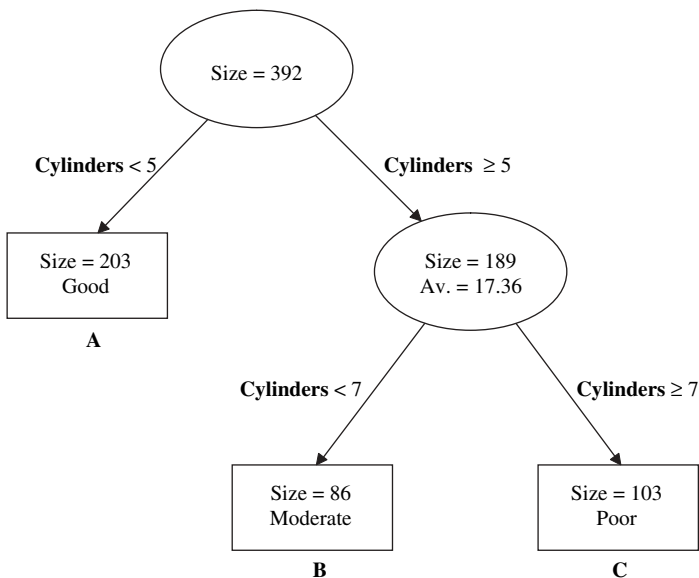 Size = 392
Cylinders < 5
Cylinders ≥ 5
Size = 203
Good
A
Size = 189
Av. = 17.36
Cylinders < 7
Cylinders ≥ 7
Size = 86
Moderate
B
Size = 103
Poor
C